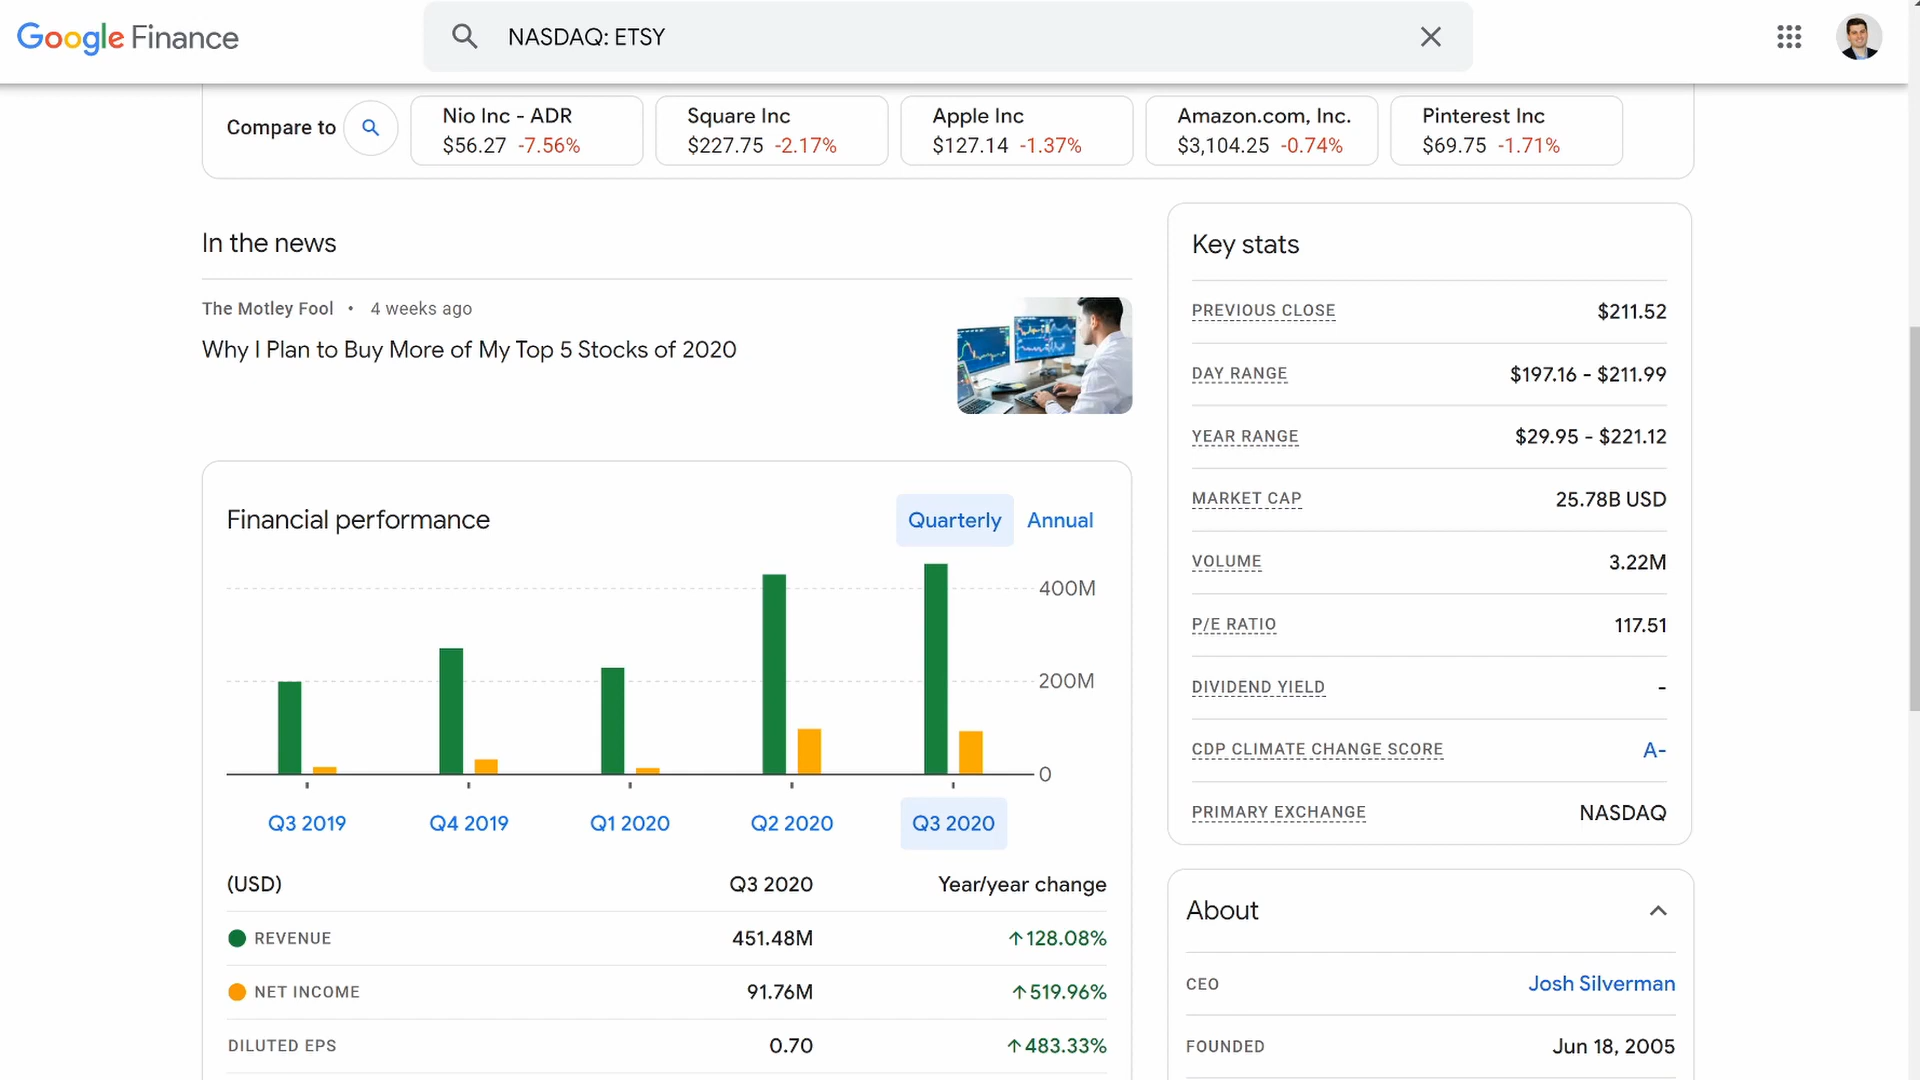 Google Finance
NASDAQ: ETSY
Compare to
Nio Inc - ADR
$56.27 -7.56%
Square Inc
$227.75 -2.17%
Apple Inc
$127.14 -1.37%
Amazon.com, Inc.
$3,104.25 -0.74%
Pinterest Inc
$69.75 -1.71%
In the news
The Motley Fool • 4 weeks ago
Why I Plan to Buy More of My Top 5 Stocks of 2020
Financial performance
Quarterly Annual
400M
200M
0
Q3 2019 Q4 2019 Q1 2020 Q2 2020 Q3 2020
(USD) Q3 2020 Year/year change
REVENUE 451.48M ↑128.08%
NET INCOME 91.76M ↑519.96%
DILUTED EPS 0.70 ↑483.33%
Key stats
PREVIOUS CLOSE $211.52
DAY RANGE $197.16 - $211.99
YEAR RANGE $29.95 - $221.12
MARKET CAP 25.78B USD
VOLUME 3.22M
P/E RATIO 117.51
DIVIDEND YIELD -
CDP CLIMATE CHANGE SCORE A-
PRIMARY EXCHANGE NASDAQ
About
CEO Josh Silverman
FOUNDED Jun 18, 2005